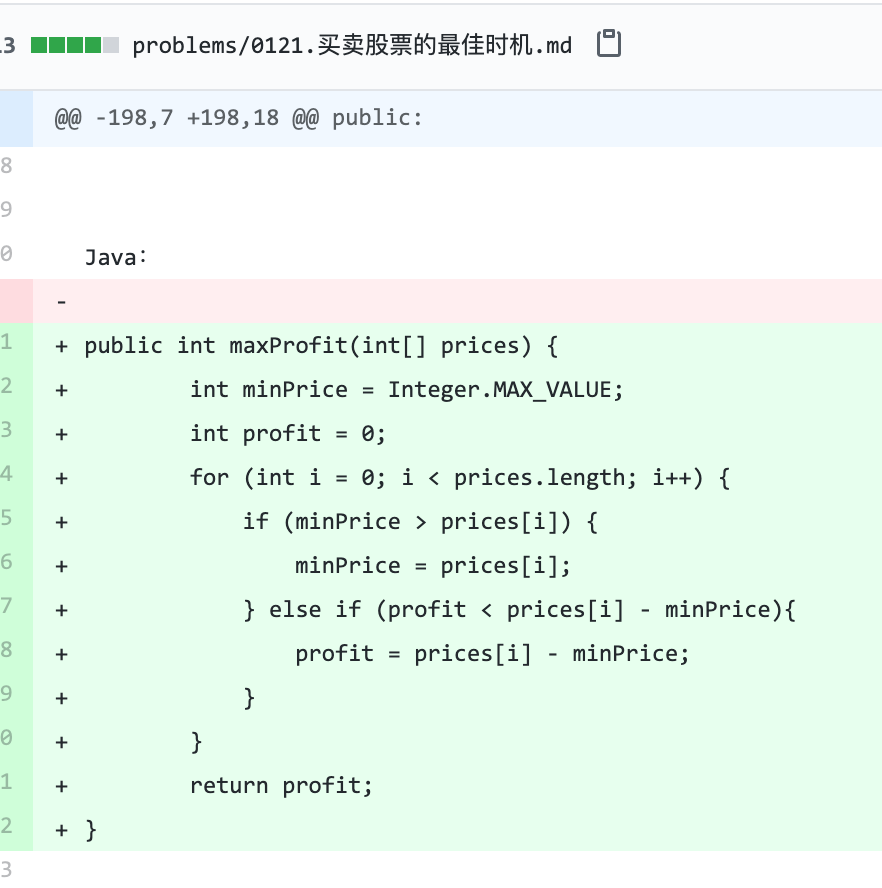 .3 problems/0121.买卖股票的最佳时机.md
@@ -198,7 +198,18 @@ public:
8
9
0 Java：
-
1 + public int maxProfit(int[] prices) {
2 + int minPrice = Integer.MAX_VALUE;
3 + int profit = 0;
4 + for (int i = 0; i < prices.length; i++) {
5 + if (minPrice > prices[i]) {
6 + minPrice = prices[i];
7 + } else if (profit < prices[i] - minPrice){
8 + profit = prices[i] - minPrice;
9 + }
0 + }
1 + return profit;
2 + }
3